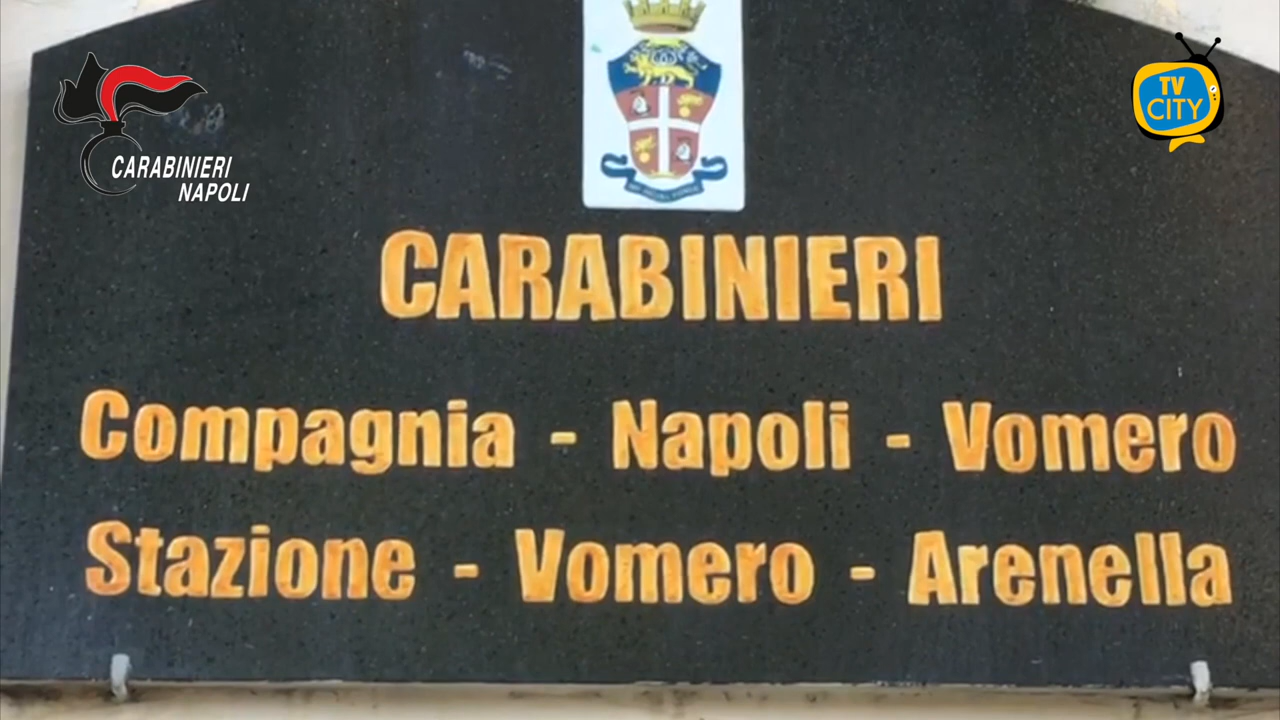 TV
CITY
CARABINIERI
NAPOLI
CARABINIERI
Compagnia - Napoli - Vomero
Stazione - Vomero - Arenella